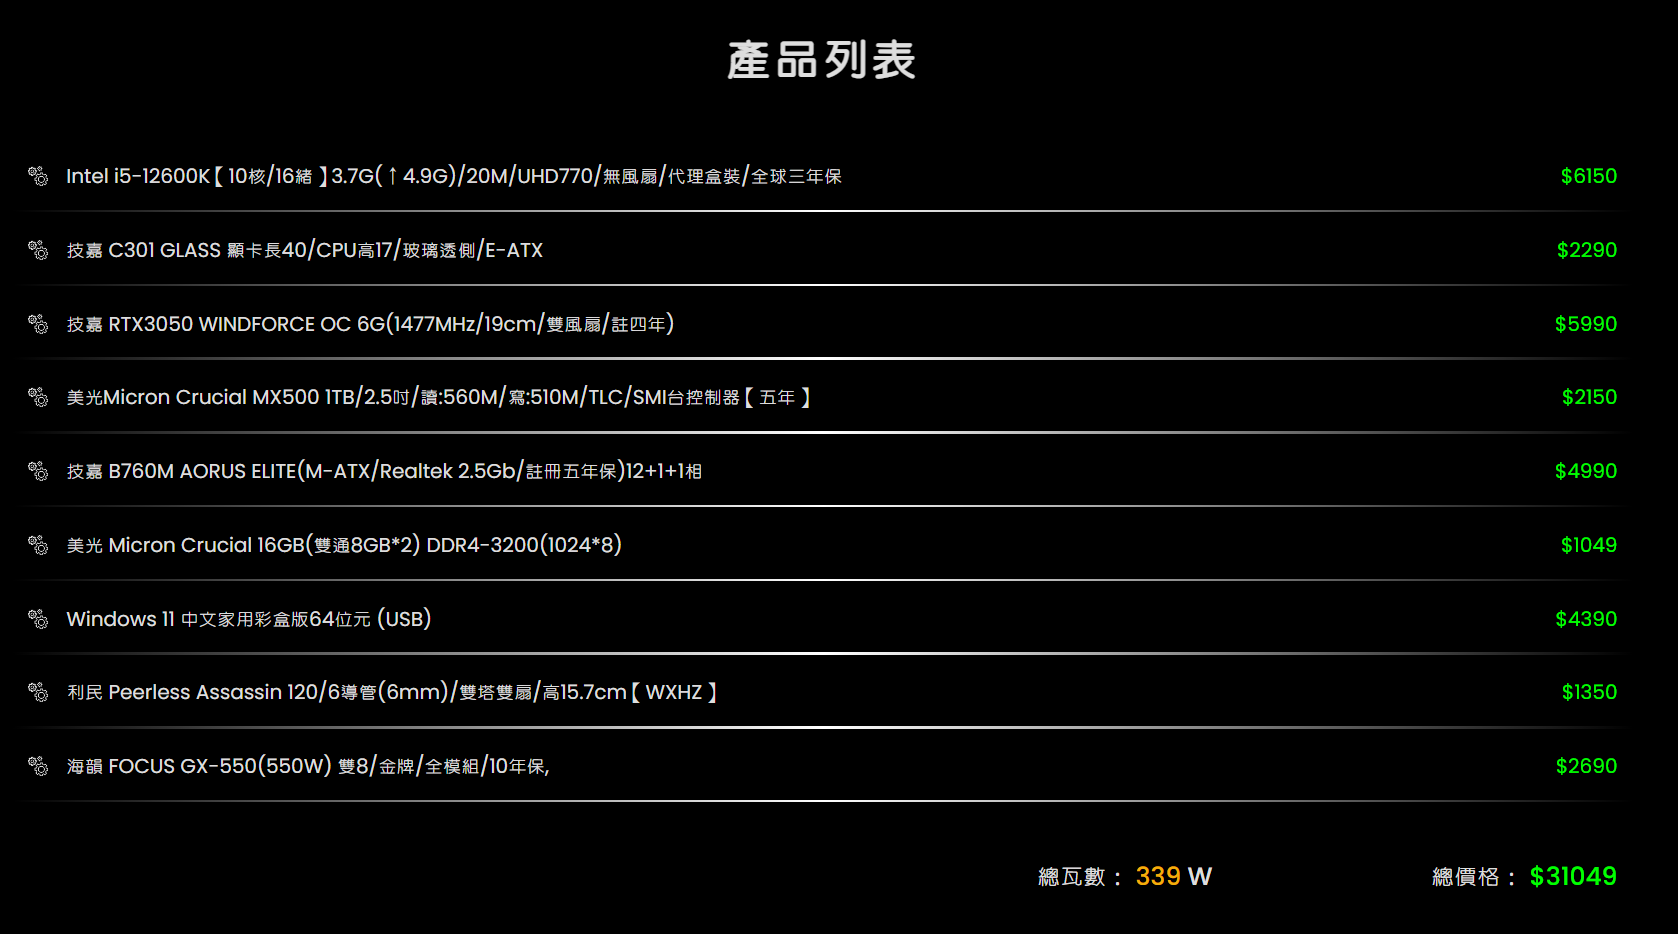 產品列表
Intel i5-12600K【10核/16緒】3.7G(↑4.9G)/20M/UHD770/無風扇/代理盒裝/全球三年保 $6150
技嘉 C301 GLASS 顯卡長40/CPU高17/玻璃透側/E-ATX $2290
技嘉 RTX3050 WINDFORCE OC 6G(1477MHz/19cm/雙風扇/註四年) $5990
美光Micron Crucial MX500 1TB/2.5吋/讀:560M/寫:510M/TLC/SMI台控制器【五年】 $2150
技嘉 B760M AORUS ELITE(M-ATX/Realtek 2.5Gb/註冊五年保)12+1+1相 $4990
美光 Micron Crucial 16GB(雙通8GB*2) DDR4-3200(1024*8) $1049
Windows 11 中文家用彩盒版64位元 (USB) $4390
利民 Peerless Assassin 120/6導管(6mm)/雙塔雙扇/高15.7cm【WXHZ】 $1350
海韻 FOCUS GX-550(550W) 雙8/金牌/全模組/10年保, $2690
總瓦數： 339 W 總價格： $31049